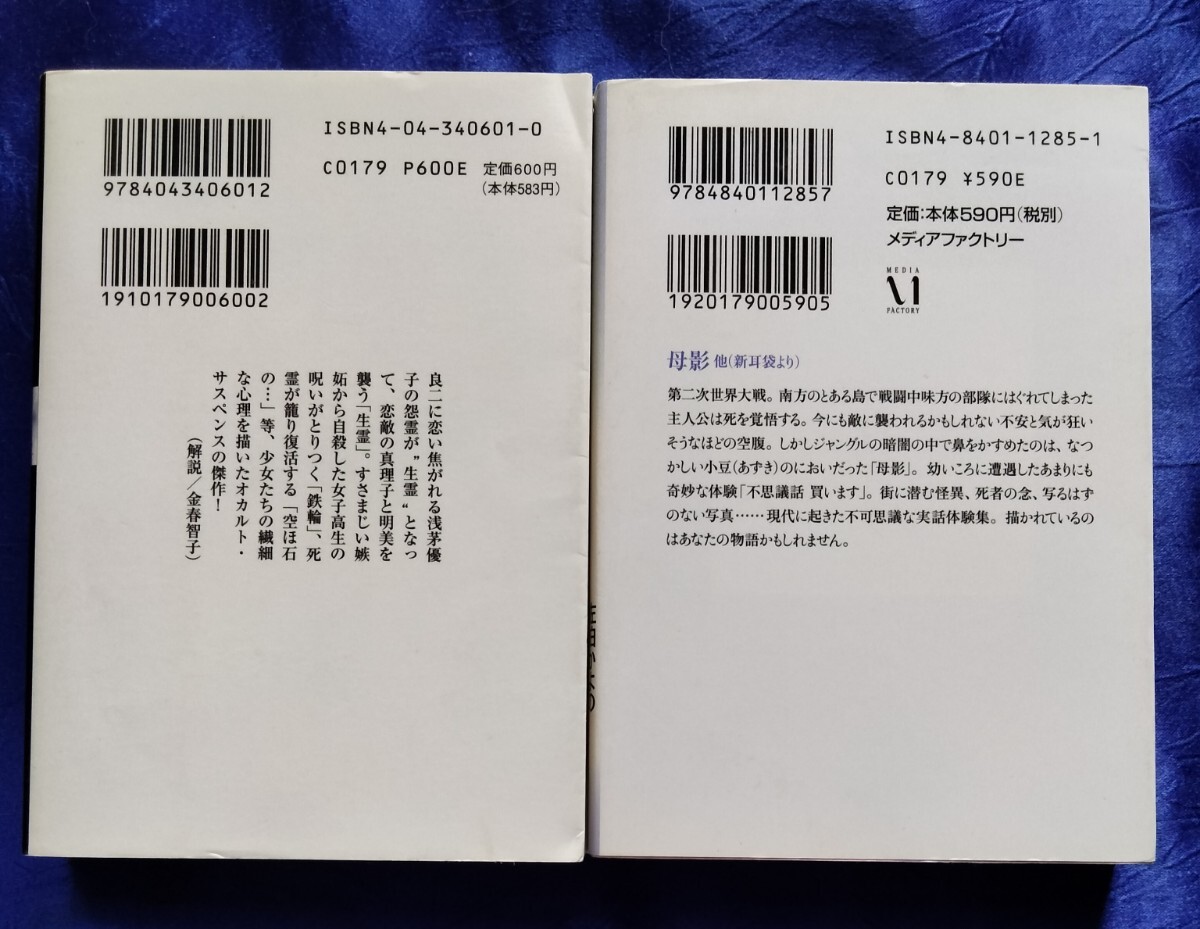 9784043406012
ISBN4-04-340601-0
C0179 P600E 定価600円
(本体583円)
1910179006002
良二に恋い焦がれる浅茅優
子の怨霊が〝生霊〟となっ
て、恋敵の真理子と明美を
襲う「生霊」。すさまじい嫉
妬から自殺した女子高生の
呪いがとりつく「鉄輪」、死
霊が籠り復活する「空ほ石
の…」等、少女たちの繊細
な心理を描いたオカルト・
サスペンスの傑作！
(解説／金春智子)
9784840112857
ISBN4-8401-1285-1
C0179 ¥590E
定価：本体590円(税別)
メディアファクトリー
1920179005905
MEDIA
FACTORY
母影 他(新耳袋より)
第二次世界大戦。南方のとある島で戦闘中味方の部隊にはぐれてしまった
主人公は死を覚悟する。今にも敵に襲われるかもしれない不安と気が狂い
そうなほどの空腹。しかしジャングルの暗闇の中で鼻をかすめたのは、なつ
かしい小豆(あずき)のにおいだった「母影」。幼いころに遭遇したあまりにも
奇妙な体験「不思議話 買います」。街に潜む怪異、死者の念、写るはず
のない写真……現代に起きた不可思議な実話体験集。描かれているの
はあなたの物語かもしれません。